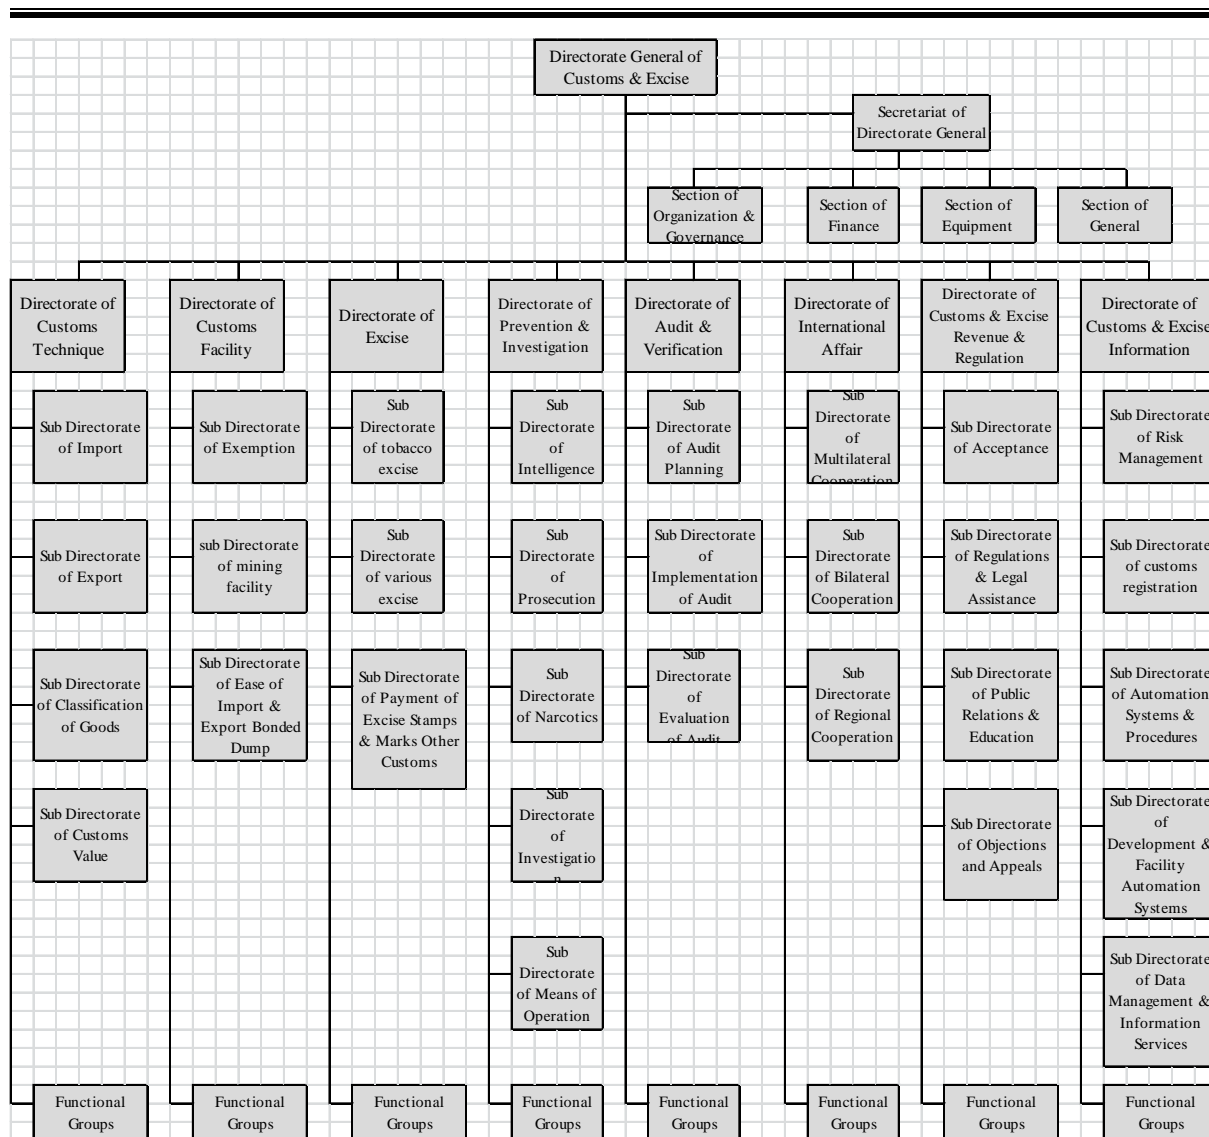 Directorate General of
Customs & Excise
Secretariat of
Directorate General
Section of
Organization &
Governance
Section of
Finance
Section of
Equipment
Section of
General
Directorate of
Customs
Technique
Directorate of
Customs
Facility
Directorate of
Excise
Directorate of
Prevention &
Investigation
Directorate of
Audit &
Verification
Directorate of
International
Affair
Directorate of
Customs & Excise
Revenue &
Regulation
Directorate of
Customs & Excise
Information
Sub Directorate
of Import
Sub Directorate
of Exemption
Sub
Directorate
of tobacco
excise
Sub
Directorate
of
Intelligence
Sub
Directorate
of Audit
Planning
Sub
Directorate
of
Multilateral
Cooperation
Sub Directorate
of Acceptance
Sub Directorate
of Risk
Management
Sub Directorate
of Export
sub Directorate
of mining
facility
Sub
Directorate
of various
excise
Sub
Directorate
of
Prosecution
Sub Directorate
of
Implementation
of Audit
Sub
Directorate
of Bilateral
Cooperation
Sub Directorate
of Regulations
& Legal
Assistance
Sub Directorate
of customs
registration
Sub Directorate
of Classification
of Goods
Sub Directorate
of Ease of
Import &
Export Bonded
Dump
Sub Directorate
of Payment of
Excise Stamps
& Marks Other
Customs
Sub
Directorate
of Narcotics
Sub
Directorate
of
Evaluation
of Audit
Sub
Directorate
of Regional
Cooperation
Sub Directorate
of Public
Relations &
Education
Sub Directorate
of Automation
Systems &
Procedures
Sub Directorate
of Customs
Value
Sub
Directorate
of
Investigatio
n
Sub Directorate
of Objections
and Appeals
Sub Directorate
of
Development &
Facility
Automation
Systems
Sub
Directorate
of Means of
Operation
Sub Directorate
of Data
Management &
Information
Services
Functional
Groups
Functional
Groups
Functional
Groups
Functional
Groups
Functional
Groups
Functional
Groups
Functional
Groups
Functional
Groups